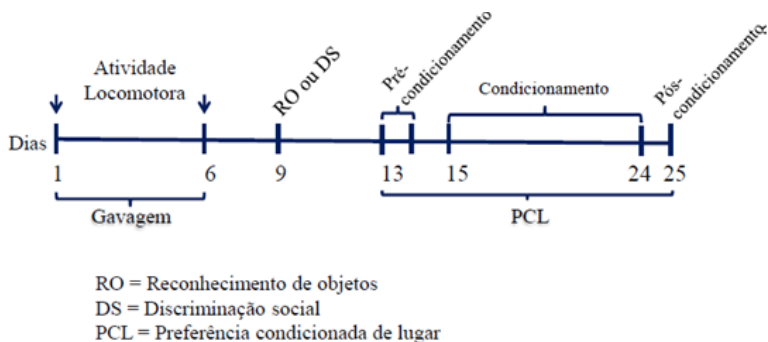 Atividade
Locomotora
RO ou DS
Pré-
condicionamento
Condicionamento
Pós-
condicionamento-
Dias
1
6
9
13
15
24
25
Gavagem
PCL
RO = Reconhecimento de objetos
DS = Discriminação social
PCL = Preferência condicionada de lugar